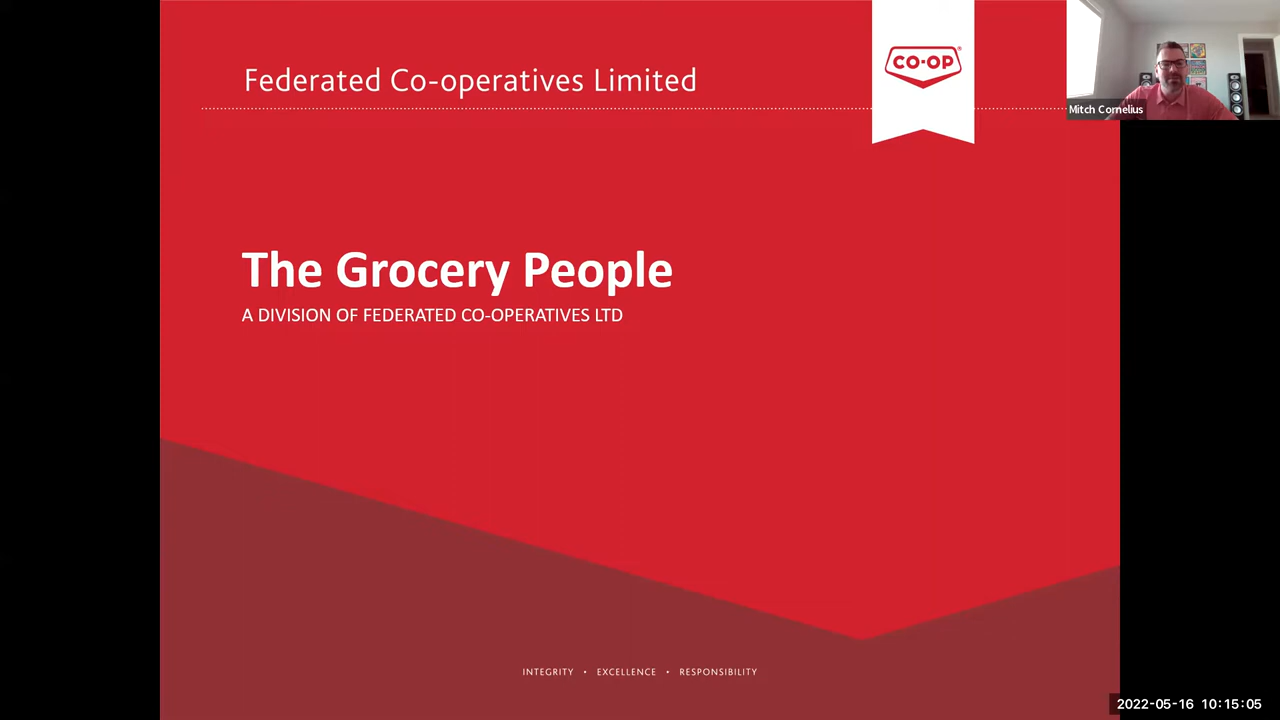 Federated Co-operatives Limited
CO-OP®
Mitch Cornelius
The Grocery People
A DIVISION OF FEDERATED CO-OPERATIVES LTD
INTEGRITY • EXCELLENCE • RESPONSIBILITY
2022-05-16 10:15:05